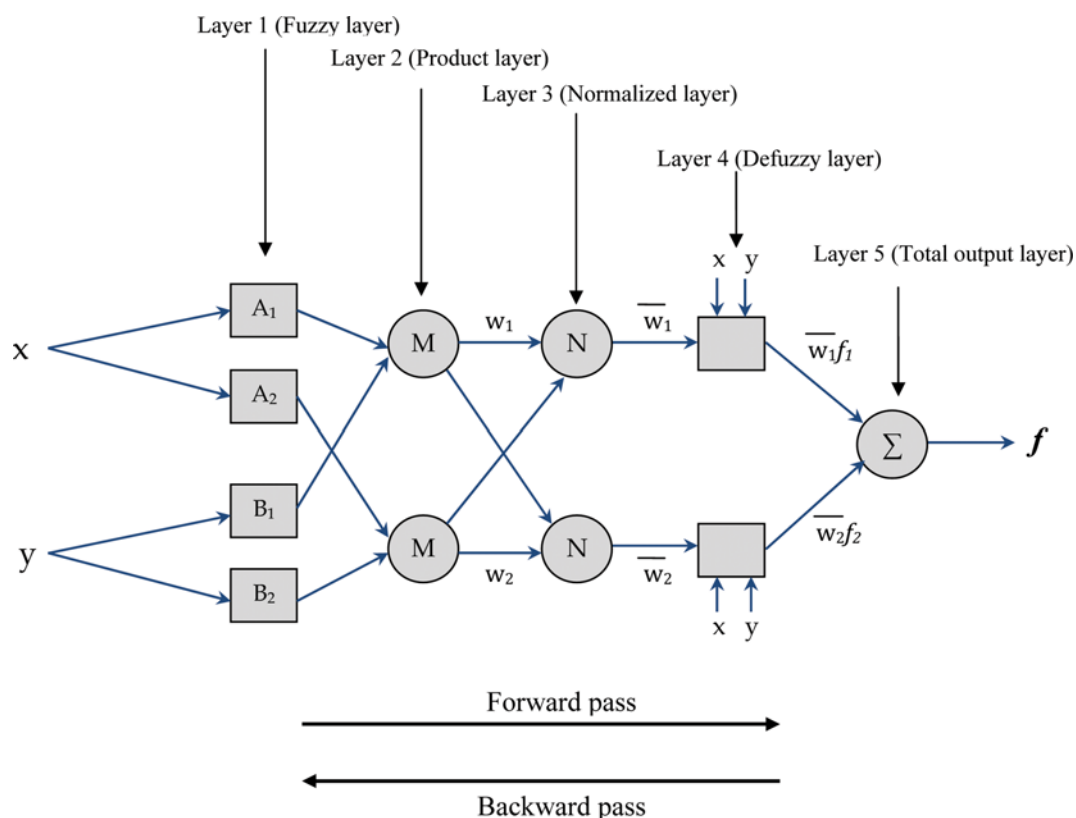 Layer 1 (Fuzzy layer)
Layer 2 (Product layer)
Layer 3 (Normalized layer)
Layer 4 (Defuzzy layer)
Layer 5 (Total output layer)
x y
A₁
M
w₁
N
w̅₁
w̅₁f₁
x
A₂
Σ
f
B₁
y
M
w₂
N
w̅₂
w̅₂f₂
B₂
x y
Forward pass
Backward pass